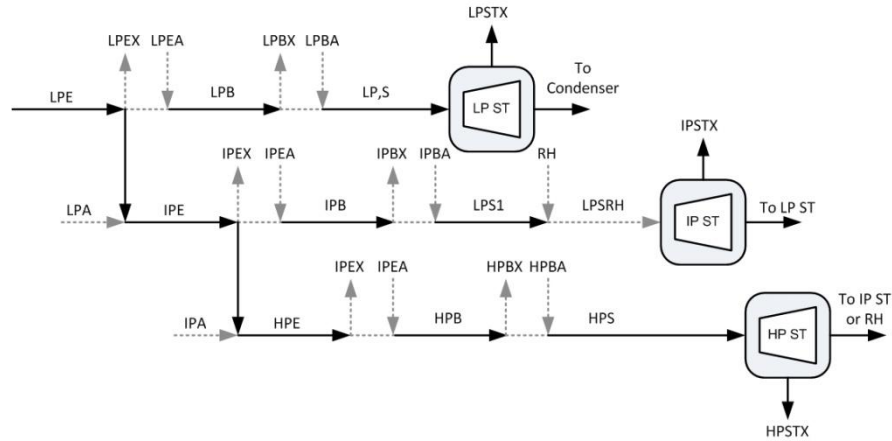 LPSTX
LPEX LPEA LPBX LPBA
To
Condenser
LPE LPB LP,S LP ST
IPSTX
IPEX IPEA IPBX IPBA RH
LPA IPE IPB LPS1 LPSRH IP ST To LP ST
IPEX IPEA HPBX HPBA
To IP ST
or RH
IPA HPE HPB HPS HP ST
HPSTX